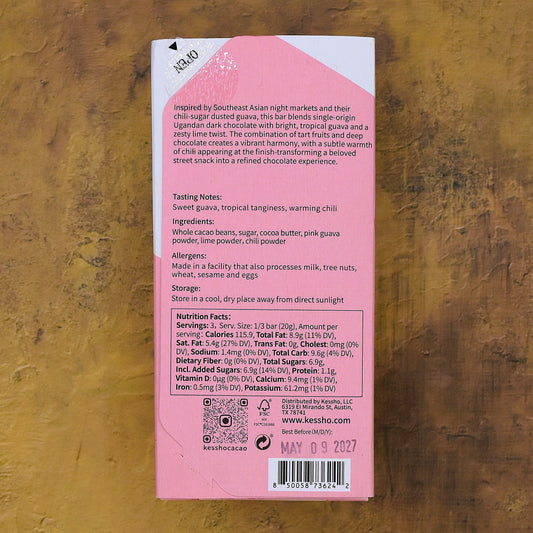 OPEN
Inspired by Southeast Asian night markets and their
chili-sugar dusted guava, this bar blends single-origin
Ugandan dark chocolate with bright, tropical guava and a
zesty lime twist. The combination of tart fruits and deep
chocolate creates a vibrant harmony, with a subtle warmth
of chili appearing at the finish-transforming a beloved
street snack into a refined chocolate experience.
Tasting Notes:
Sweet guava, tropical tanginess, warming chili
Ingredients:
Whole cacao beans, sugar, cocoa butter, pink guava
powder, lime powder, chili powder
Allergens:
Made in a facility that also processes milk, tree nuts,
wheat, sesame and eggs
Storage:
Store in a cool, dry place away from direct sunlight
Nutrition Facts:
Servings: 3, Serv. Size: 1/3 bar (20g), Amount per
serving: Calories 115.9, Total Fat: 8.9g (11% DV),
Sat. Fat: 5.4g (27% DV), Trans Fat: 0g, Cholest: 0mg (0%
DV), Sodium: 1.4mg (0% DV), Total Carb: 9.6g (4% DV),
Dietary Fiber: 0g (0% DV), Total Sugars: 6.9g,
Incl. Added Sugars: 6.9g (14% DV), Protein: 1.1g,
Vitamin D: 0μg (0% DV), Calcium: 9.4mg (1% DV),
Iron: 0.5mg (3% DV), Potassium: 61.2mg (1% DV)
kesshocacao
FSC
Distributed by Kessho, LLC
6319 El Mirando St, Austin,
TX 78741
www.kessho.com
Best Before (M/D/Y):
MAY 09 2027
8 50058 73624 2